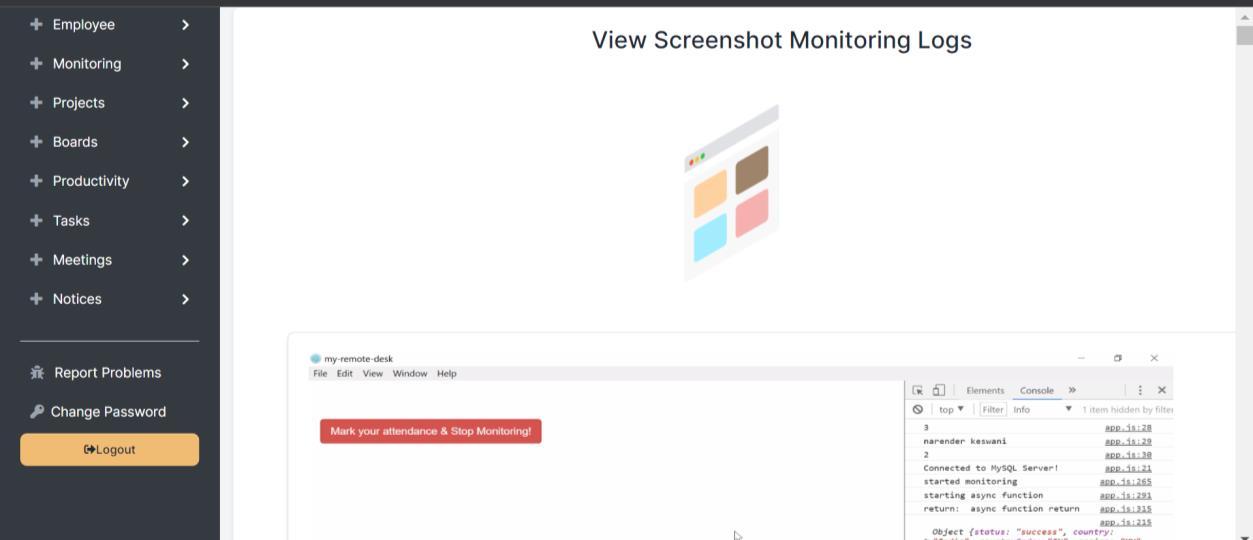 Employee
Monitoring
Projects
Boards
Productivity
Tasks
Meetings
Notices
Report Problems
Change Password
Logout
View Screenshot Monitoring Logs
my-remote-desk
File Edit View Window Help
Mark your attendance & Stop Monitoring!
Elements Console »
top ▼ Filter Info ▼ 1 item hidden by filte
3 app.js:28
narender keswani app.js:29
2 app.js:30
Connected to MySQL Server! app.js:21
started monitoring app.js:265
starting async function app.js:291
return: async function return app.js:315
app.js:215
Object {status: "success", country: